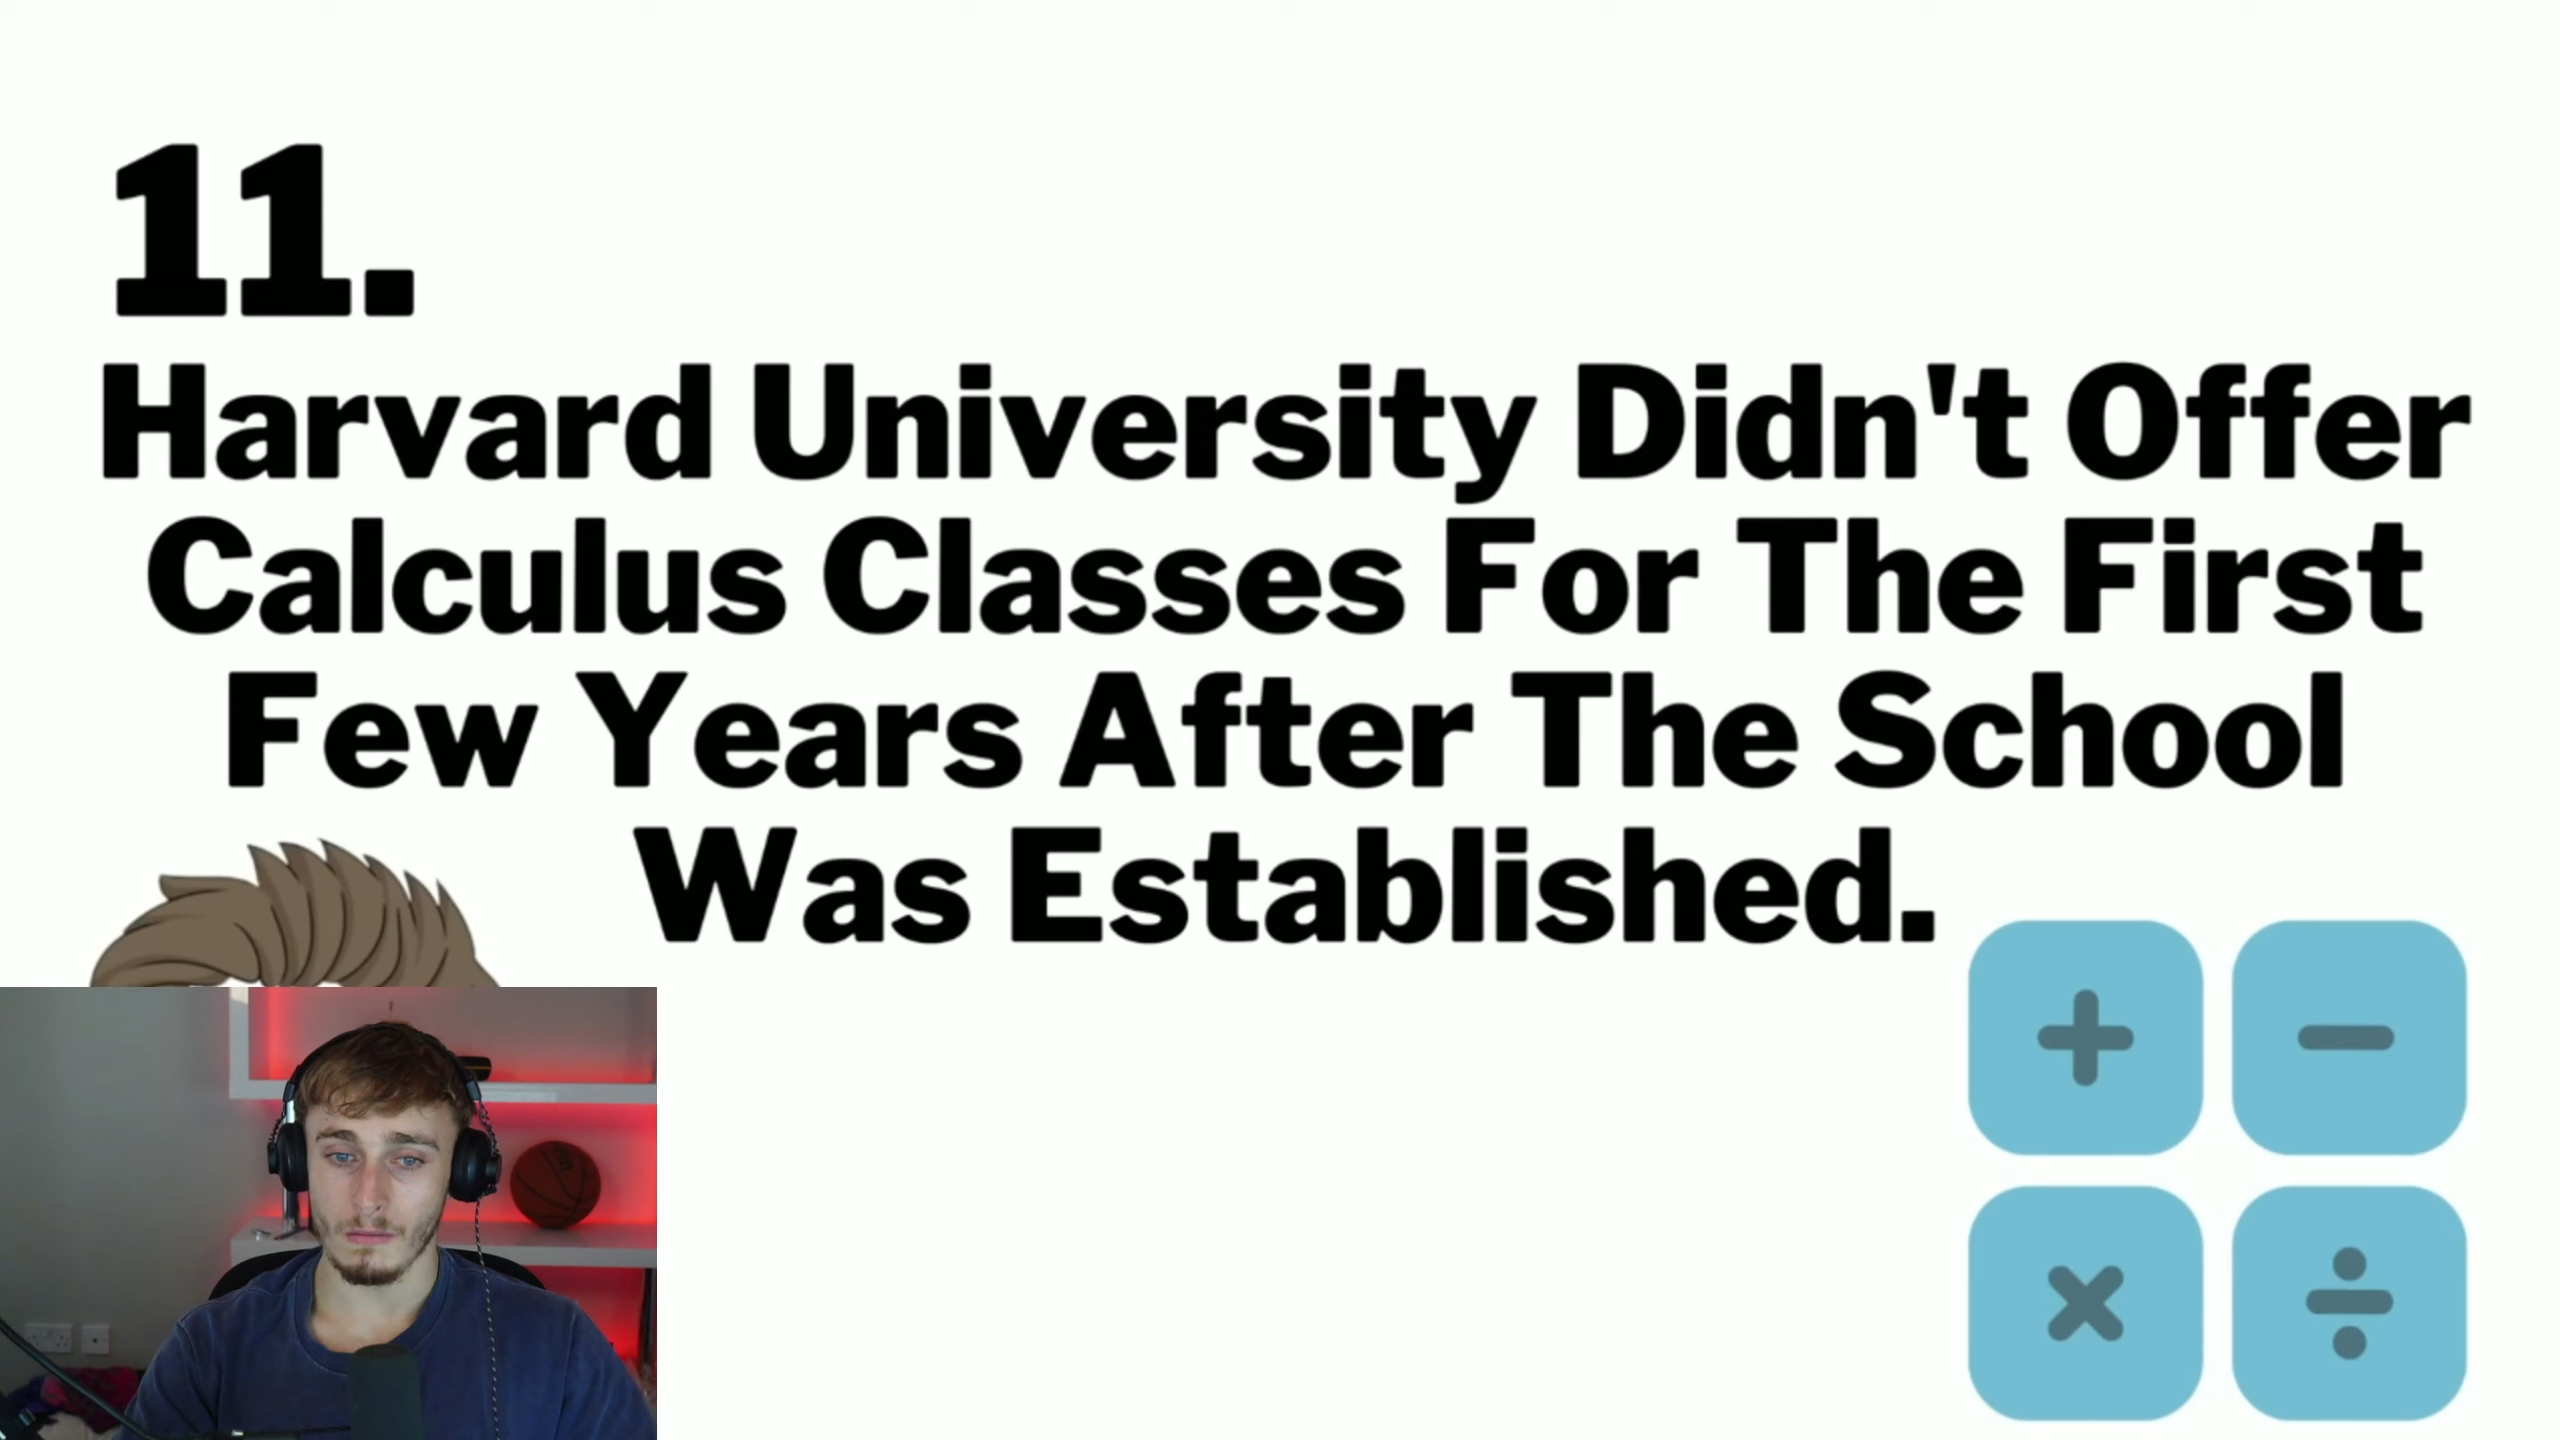 11.
Harvard University Didn't Offer
Calculus Classes For The First
Few Years After The School
Was Established.
+ -
× ÷